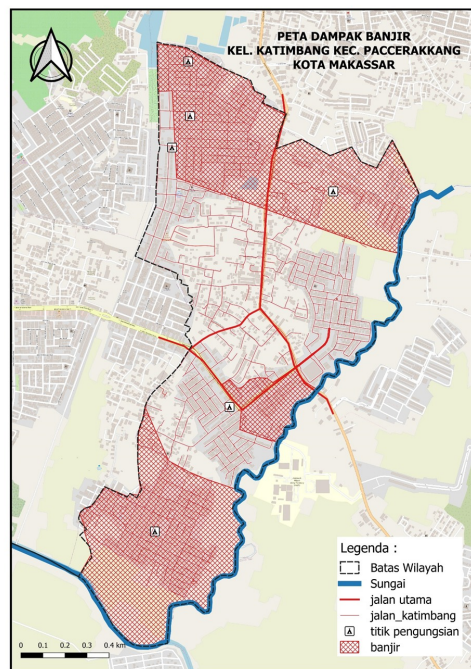 PETA DAMPAK BANJIR
KEL. KATIMBANG KEC. PACCERAKKANG
KOTA MAKASSAR
Legenda :
Batas Wilayah
Sungai
jalan utama
jalan_katimbang
titik pengungsian
banjir
0 0.1 0.2 0.3 0.4 km